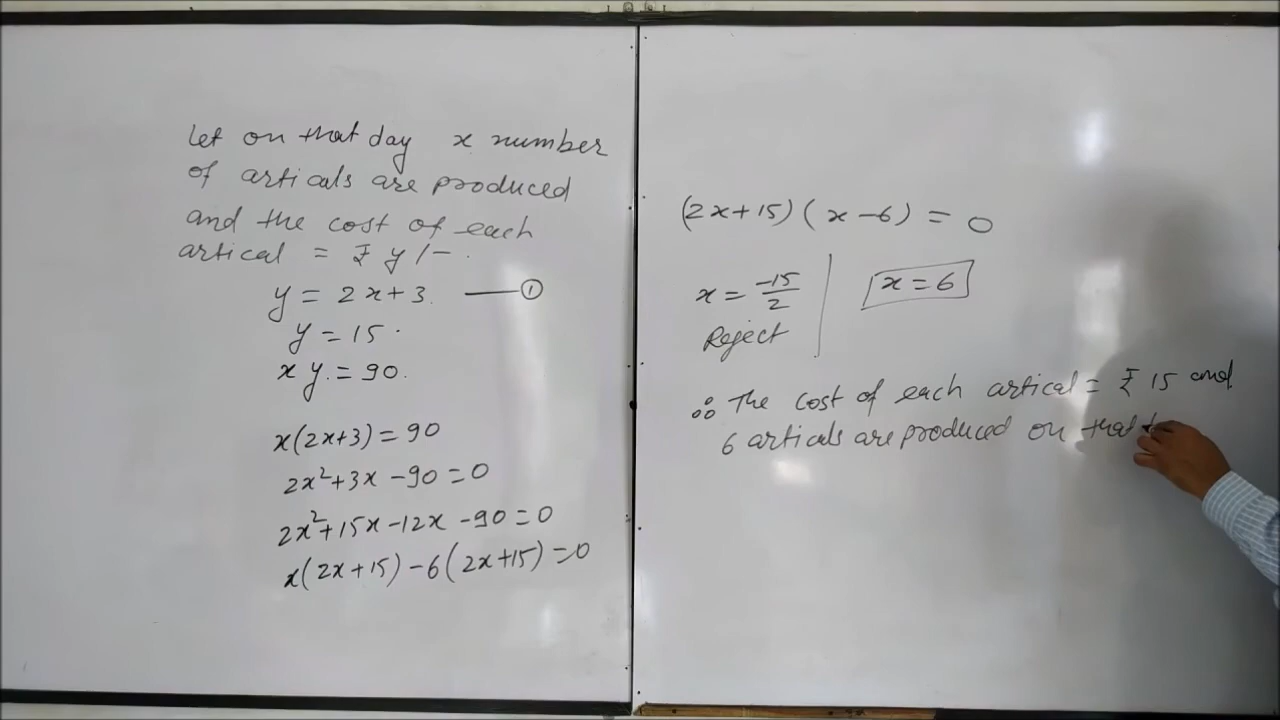 Let on that day x number
of articals are produced
and the cost of each
artical = ₹ y/-.
y = 2x+3. —— ①
y = 15.
xy = 90.
x(2x+3) = 90
2x²+3x -90 = 0
2x²+15x -12x -90 = 0
x(2x+15) -6(2x+15) = 0
(2x+15)(x-6) = 0
x = -15/2 | x = 6
Reject
∴ The cost of each artical = ₹ 15 and
6 articals are produced on that